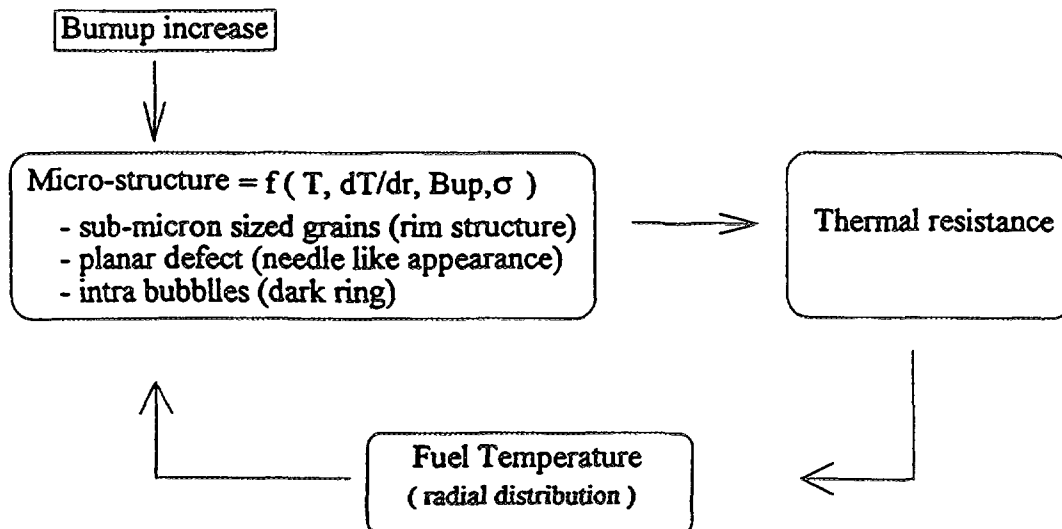 Burnup increase
Micro-structure = f ( T, dT/dr, Bup,σ )
- sub-micron sized grains (rim structure)
- planar defect (needle like appearance)
- intra bubblles (dark ring)
Thermal resistance
Fuel Temperature
( radial distribution )